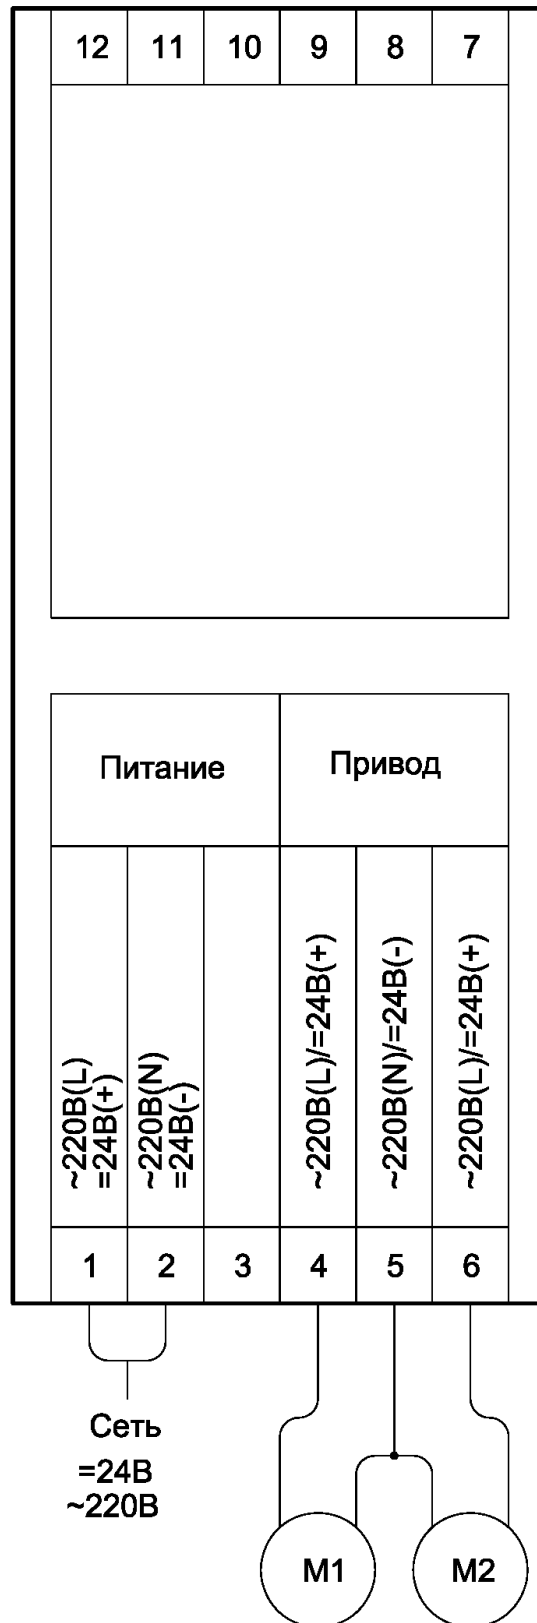 12 11 10 9 8 7
Питание
Привод
~220В(L)
=24В(+)
~220В(N)
=24В(-)
~220В(L)/=24В(+)
~220В(N)/=24В(-)
~220В(L)/=24В(+)
1 2 3 4 5 6
Сеть
=24В
~220В
М1
М2